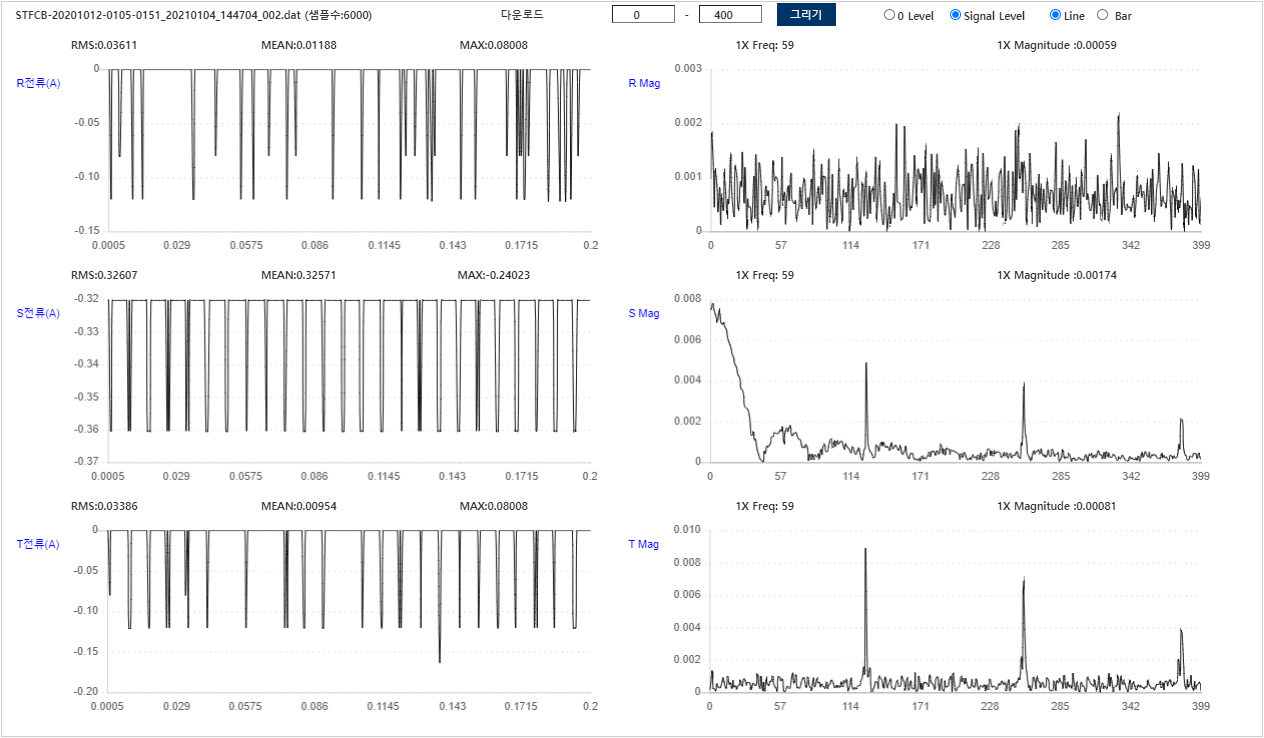 STFCB-20201012-0105-0151_20210104_144704_002.dat (샘플수:6000) 다운로드 0 - 400 그리기 0 Level Signal Level Line Bar
RMS:0.03611 MEAN:0.01188 MAX:0.08008 1X Freq: 59 1X Magnitude :0.00059
R전류(A)
0
-0.05
-0.10
-0.15
0.0005 0.029 0.0575 0.086 0.1145 0.143 0.1715 0.2
R Mag
0.003
0.002
0.001
0
0 57 114 171 228 285 342 399
RMS:0.32607 MEAN:0.32571 MAX:-0.24023 1X Freq: 59 1X Magnitude :0.00174
S전류(A)
-0.32
-0.33
-0.34
-0.35
-0.36
-0.37
0.0005 0.029 0.0575 0.086 0.1145 0.143 0.1715 0.2
S Mag
0.008
0.006
0.004
0.002
0
0 57 114 171 228 285 342 399
RMS:0.03386 MEAN:0.00954 MAX:0.08008 1X Freq: 59 1X Magnitude :0.00081
T전류(A)
0
-0.05
-0.10
-0.15
-0.20
0.0005 0.029 0.0575 0.086 0.1145 0.143 0.1715 0.2
T Mag
0.010
0.008
0.006
0.004
0.002
0
0 57 114 171 228 285 342 399